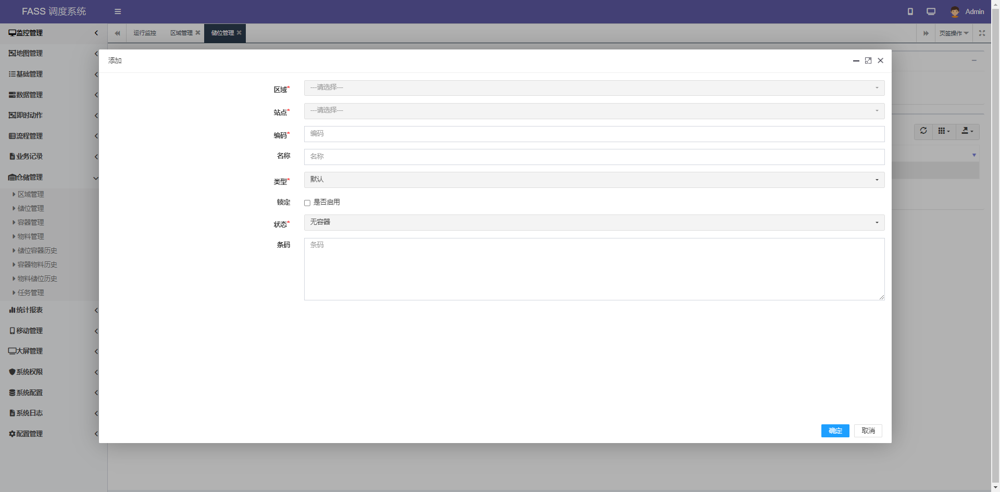 FASS 调度系统
Admin
监控管理
运行监控
区域管理
储位管理
页签操作
地图管理
基础管理
数据管理
即时动作
流程管理
业务记录
仓储管理
区域管理
储位管理
容器管理
物料管理
储位容器历史
容器物料历史
物料储位历史
任务管理
统计报表
移动管理
大屏管理
系统权限
系统配置
系统日志
配置管理
添加
区域* ---请选择---
站点* ---请选择---
编码* 编码
名称 名称
类型* 默认
锁定 是否启用
状态* 无容器
条码 条码
确定 取消